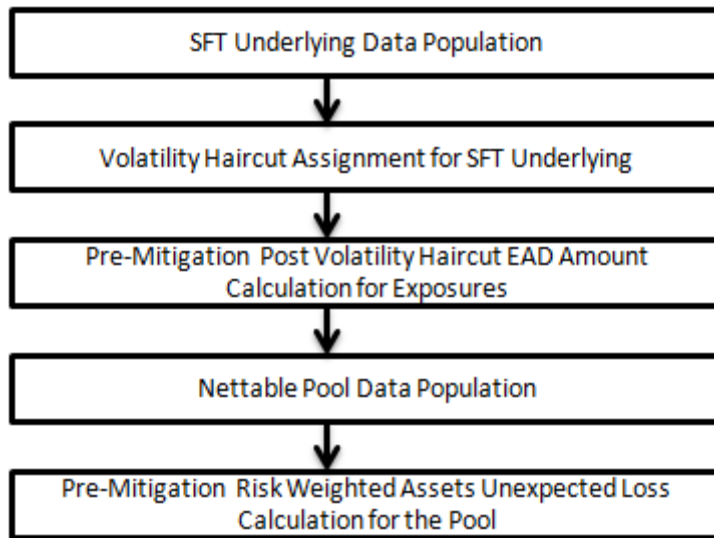 SFT Underlying Data Population
Volatility Haircut Assignment for SFT Underlying
Pre-Mitigation Post Volatility Haircut EAD Amount
Calculation for Exposures
Nettable Pool Data Population
Pre-Mitigation Risk Weighted Assets Unexpected Loss
Calculation for the Pool